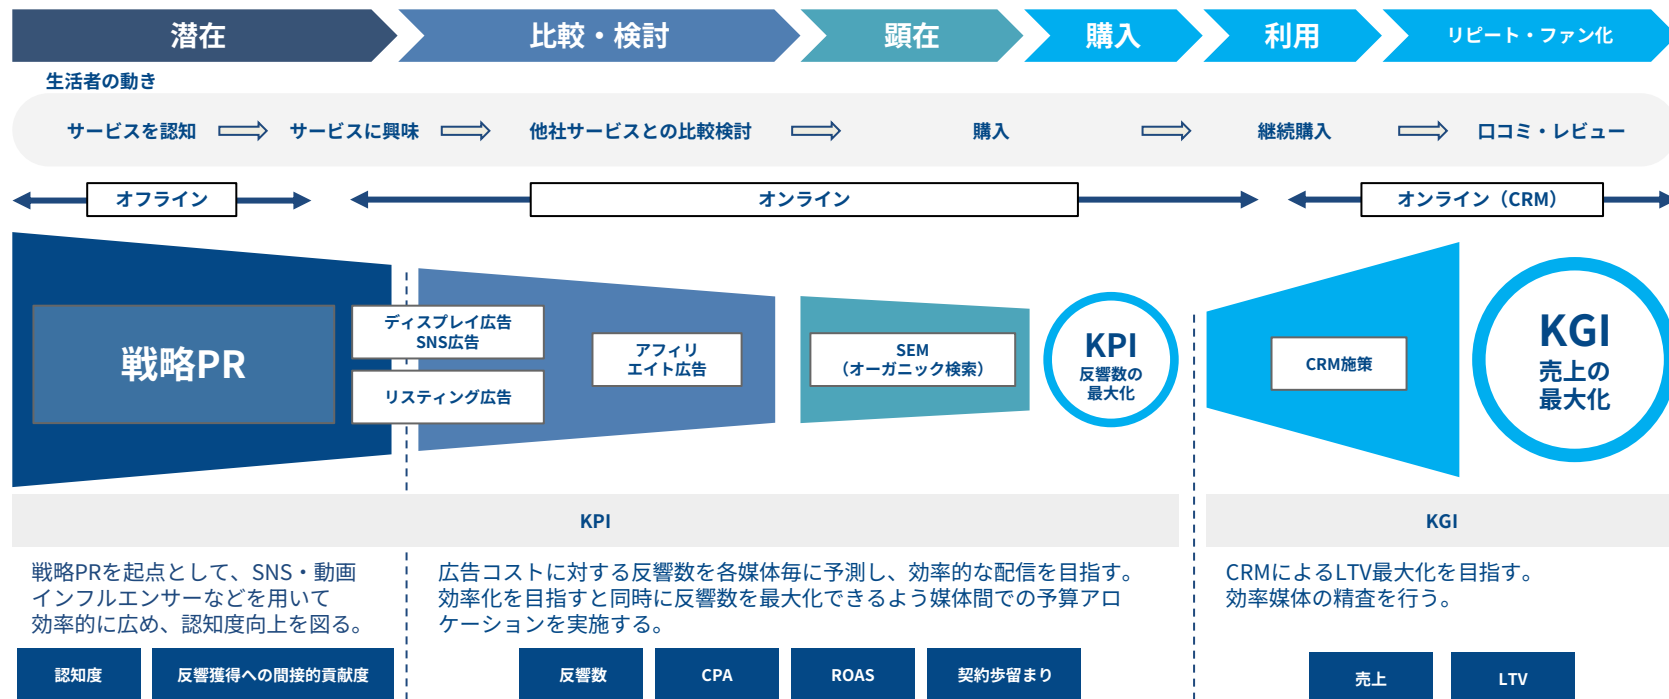 潜在
比較・検討
顕在
購入
利用
リピート・ファン化
生活者の動き
サービスを認知
サービスに興味
他社サービスとの比較検討
購入
継続購入
口コミ・レビュー
オフライン
オンライン
オンライン（CRM）
戦略PR
ディスプレイ広告
SNS広告
リスティング広告
アフィリ
エイト広告
SEM
（オーガニック検索）
KPI
反響数の
最大化
CRM施策
KGI
売上の
最大化
KPI
KGI
戦略PRを起点として、SNS・動画
インフルエンサーなどを用いて
効率的に広め、認知度向上を図る。
広告コストに対する反響数を各媒体毎に予測し、効率的な配信を目指す。
効率化を目指すと同時に反響数を最大化できるよう媒体間での予算アロ
ケーションを実施する。
CRMによるLTV最大化を目指す。
効率媒体の精査を行う。
認知度
反響獲得への間接的貢献度
反響数
CPA
ROAS
契約歩留まり
売上
LTV